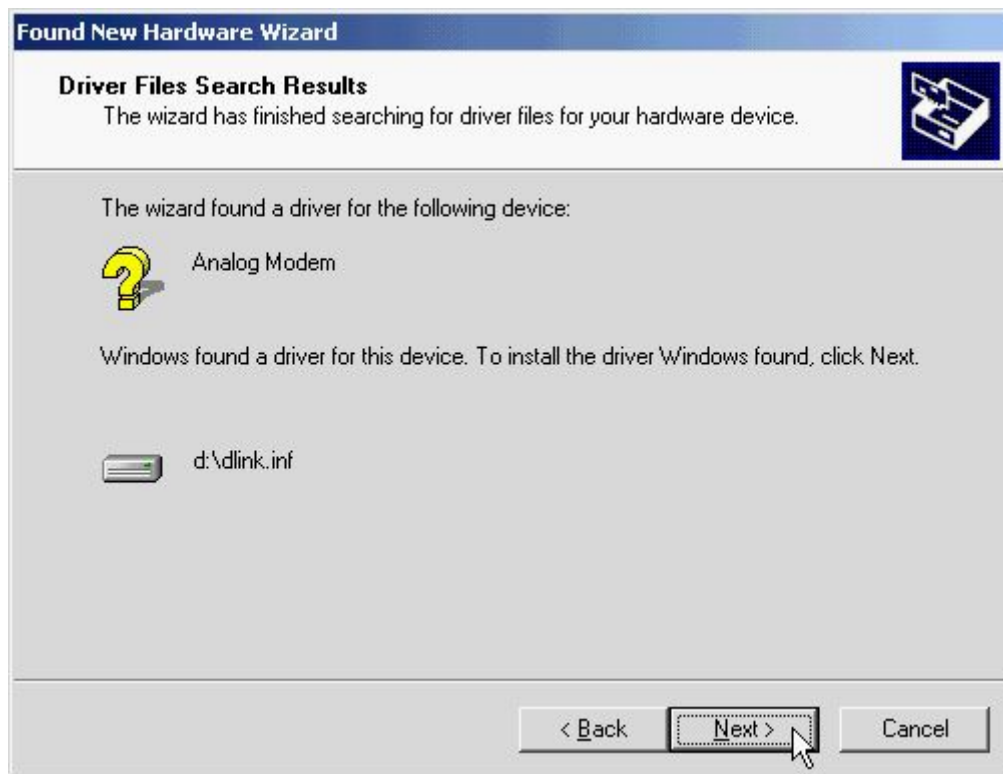 Found New Hardware Wizard
Driver Files Search Results
The wizard has finished searching for driver files for your hardware device.
The wizard found a driver for the following device:
Analog Modem
Windows found a driver for this device. To install the driver Windows found, click Next.
d:\dlink.inf
< Back
Next >
Cancel